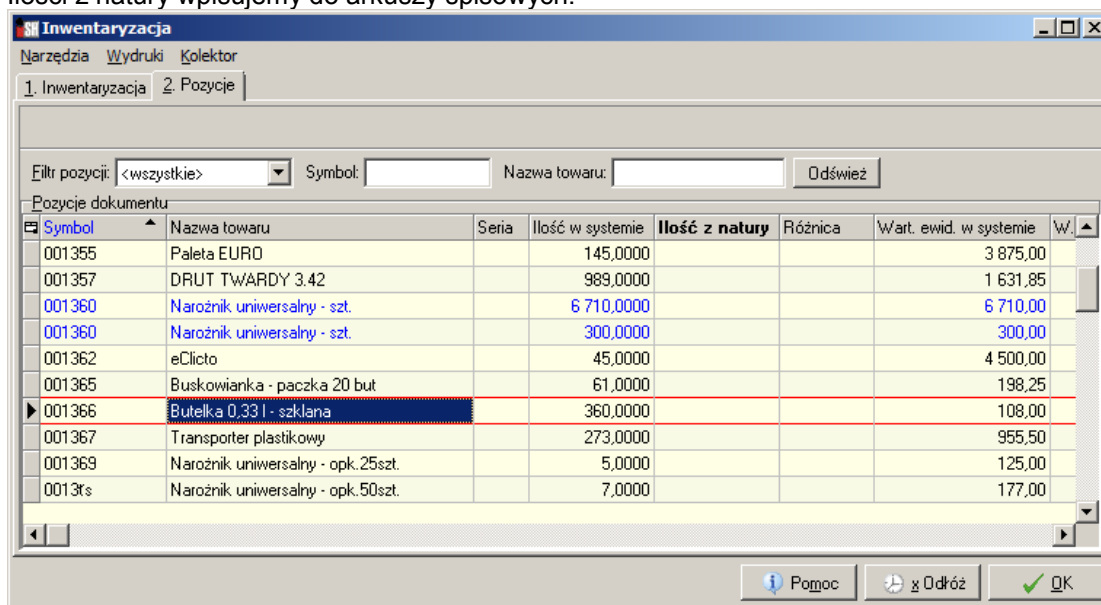 Ilości z natury wpisujemy do arkuszy spisowych.
SH Inwentaryzacja
Narzędzia Wydruki Kolektor
1. Inwentaryzacja 2. Pozycje
Filtr pozycji: <wszystkie> Symbol: Nazwa towaru: Odśwież
Pozycje dokumentu
Symbol Nazwa towaru Seria Ilość w systemie Ilość z natury Różnica Wart. ewid. w systemie W.
001355 Paleta EURO 145,0000 3 875,00
001357 DRUT TWARDY 3.42 989,0000 1 631,85
001360 Narożnik uniwersalny - szt. 6 710,0000 6 710,00
001360 Narożnik uniwersalny - szt. 300,0000 300,00
001362 eClicto 45,0000 4 500,00
001365 Buskowianka - paczka 20 but 61,0000 198,25
001366 Butelka 0,33 l - szklana 360,0000 108,00
001367 Transporter plastikowy 273,0000 955,50
001369 Narożnik uniwersalny - opk.25szt. 5,0000 125,00
Narożnik uniwersalny - opk.50szt. 7,0000 177,00
Pomoc x Odłóż OK